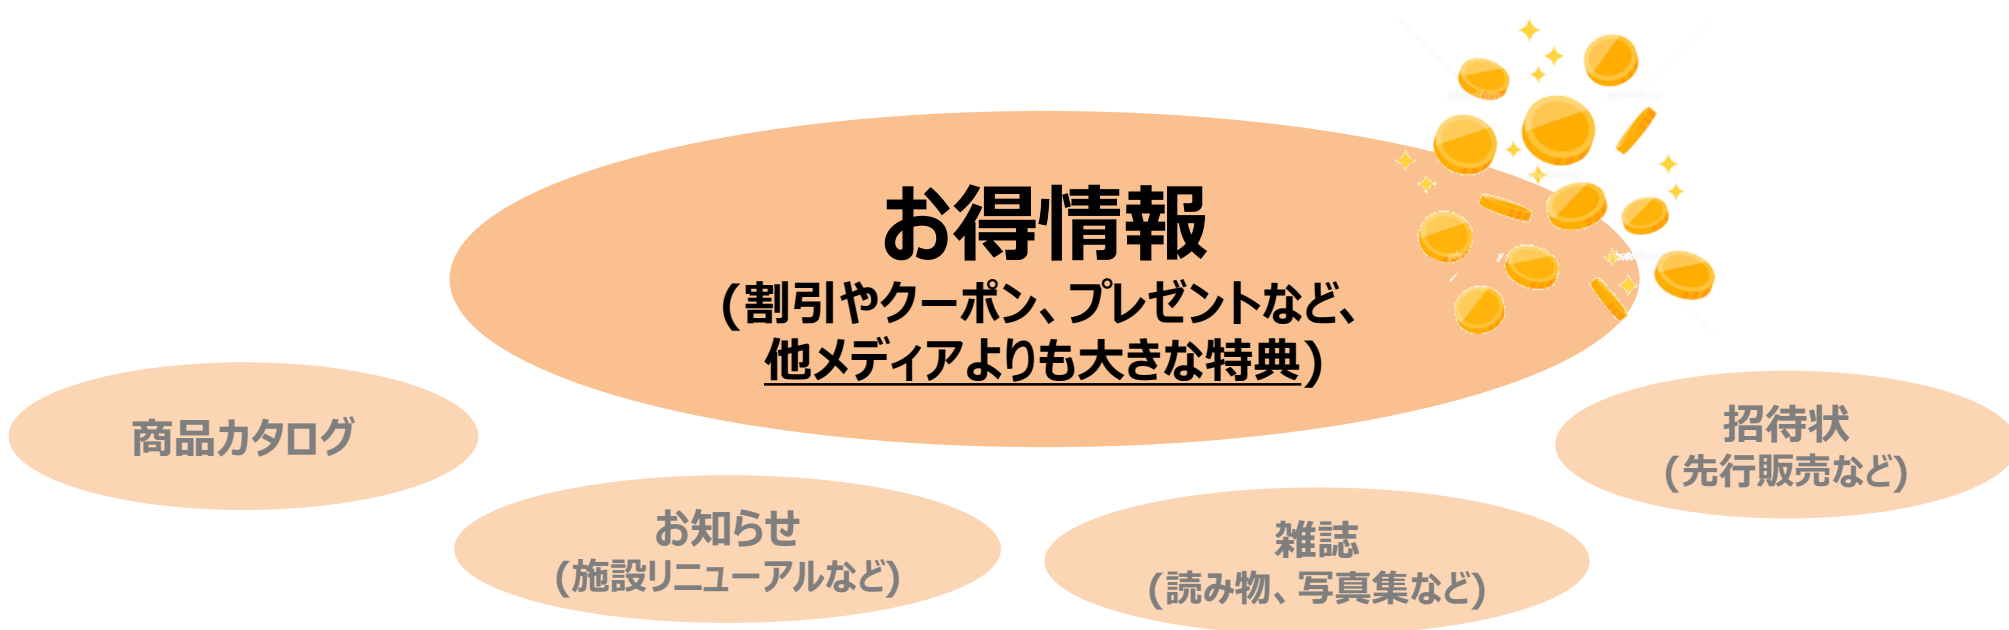 お得情報
(割引やクーポン、プレゼントなど、
他メディアよりも大きな特典)
商品カタログ
招待状
(先行販売など)
お知らせ
(施設リニューアルなど)
雑誌
(読み物、写真集など)